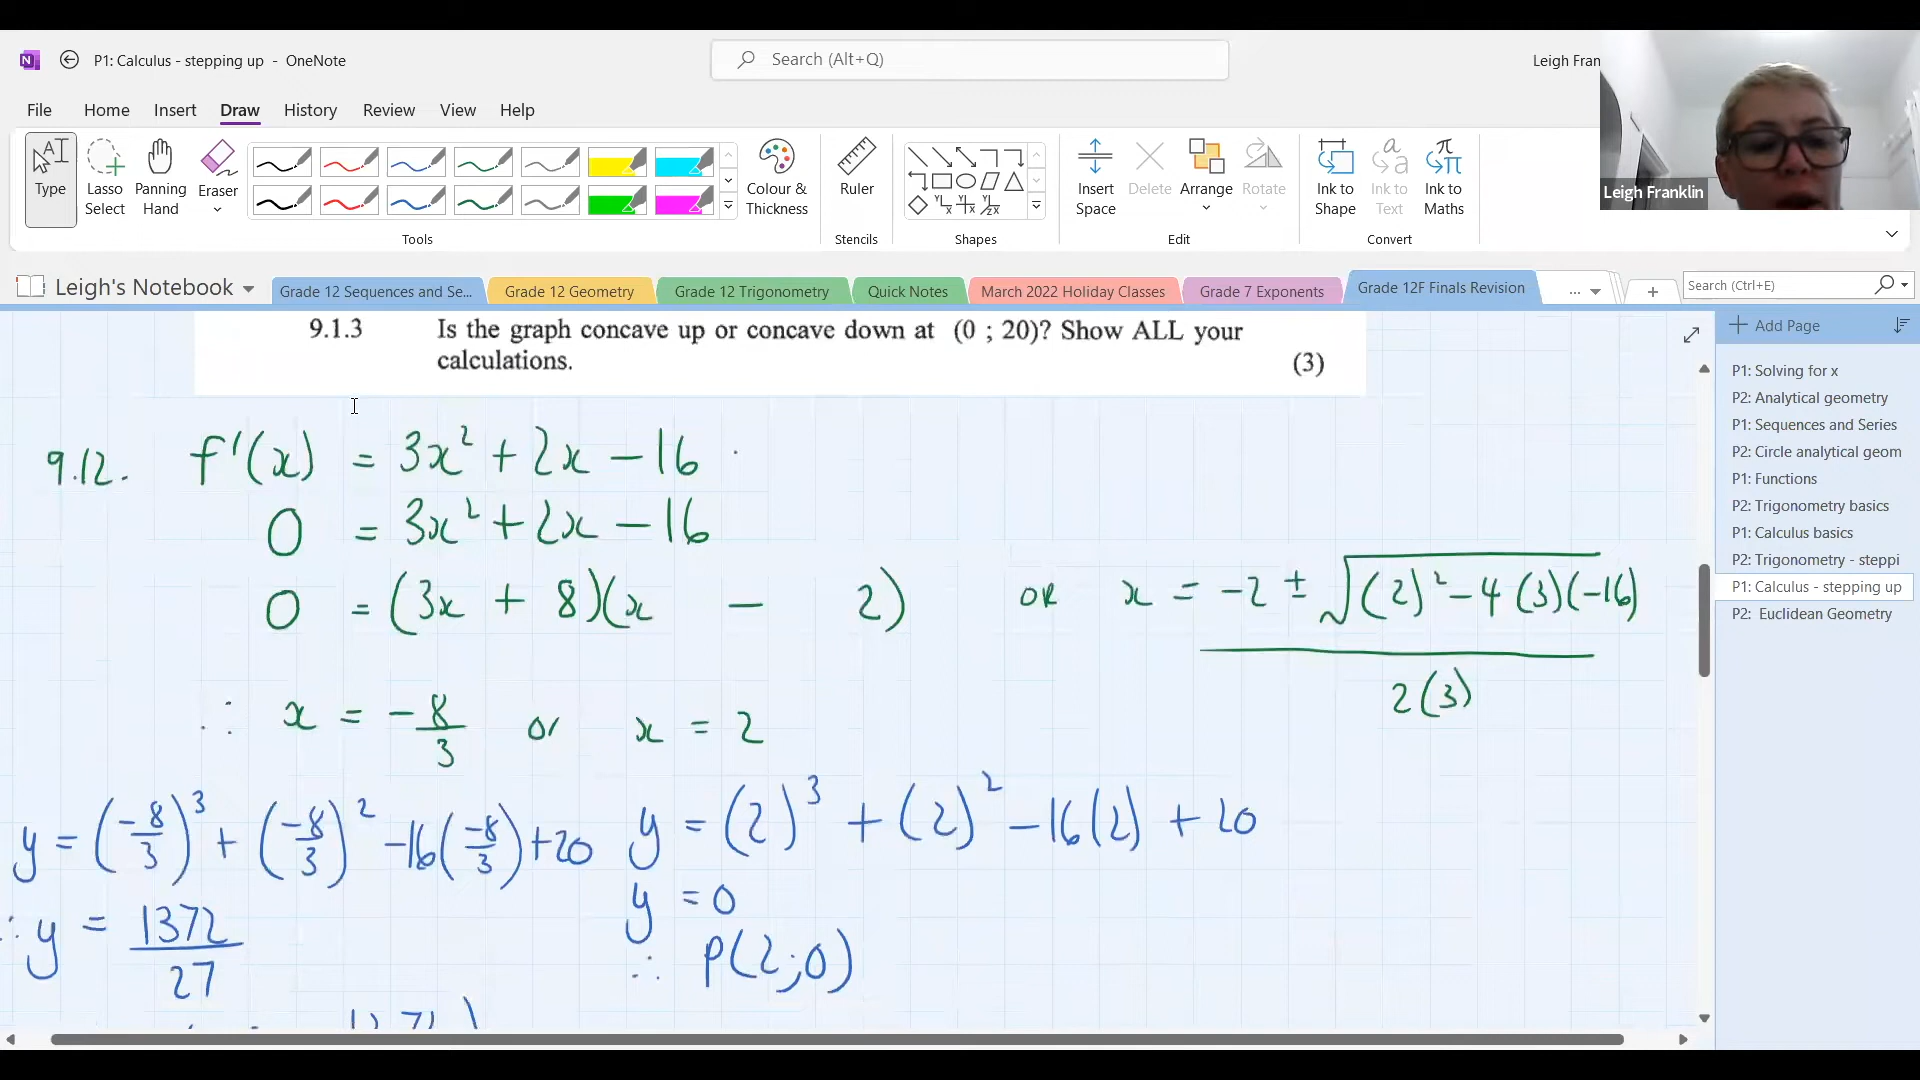 P1: Calculus - stepping up - OneNote
Search (Alt+Q)
Leigh Fran
File Home Insert Draw History Review View Help
Type
Lasso Select
Panning Hand
Eraser
Colour & Thickness
Ruler
Insert Space
Delete
Arrange
Rotate
Ink to Shape
Ink to Text
Ink to Maths
Leigh Franklin
Tools Stencils Shapes Edit Convert
Leigh's Notebook
Grade 12 Sequences and Se...
Grade 12 Geometry
Grade 12 Trigonometry
Quick Notes
March 2022 Holiday Classes
Grade 7 Exponents
Grade 12F Finals Revision
...
Search (Ctrl+E)
9.1.3 Is the graph concave up or concave down at (0 ; 20)? Show ALL your
calculations. (3)
9.12. f'(x) = 3x² + 2x - 16
0 = 3x² + 2x - 16
0 = (3x + 8)(x - 2) OR x = -2 ± √(2)² - 4(3)(-16)
2(3)
∴ x = -8/3 or x = 2
y = (-8/3)³ + (-8/3)² - 16(-8/3) + 20
y = (2)³ + (2)² - 16(2) + 20
∴ y = 1372/27
y = 0
∴ P(2;0)
Add Page
P1: Solving for x
P2: Analytical geometry
P1: Sequences and Series
P2: Circle analytical geom
P1: Functions
P2: Trigonometry basics
P1: Calculus basics
P2: Trigonometry - steppi
P1: Calculus - stepping up
P2: Euclidean Geometry